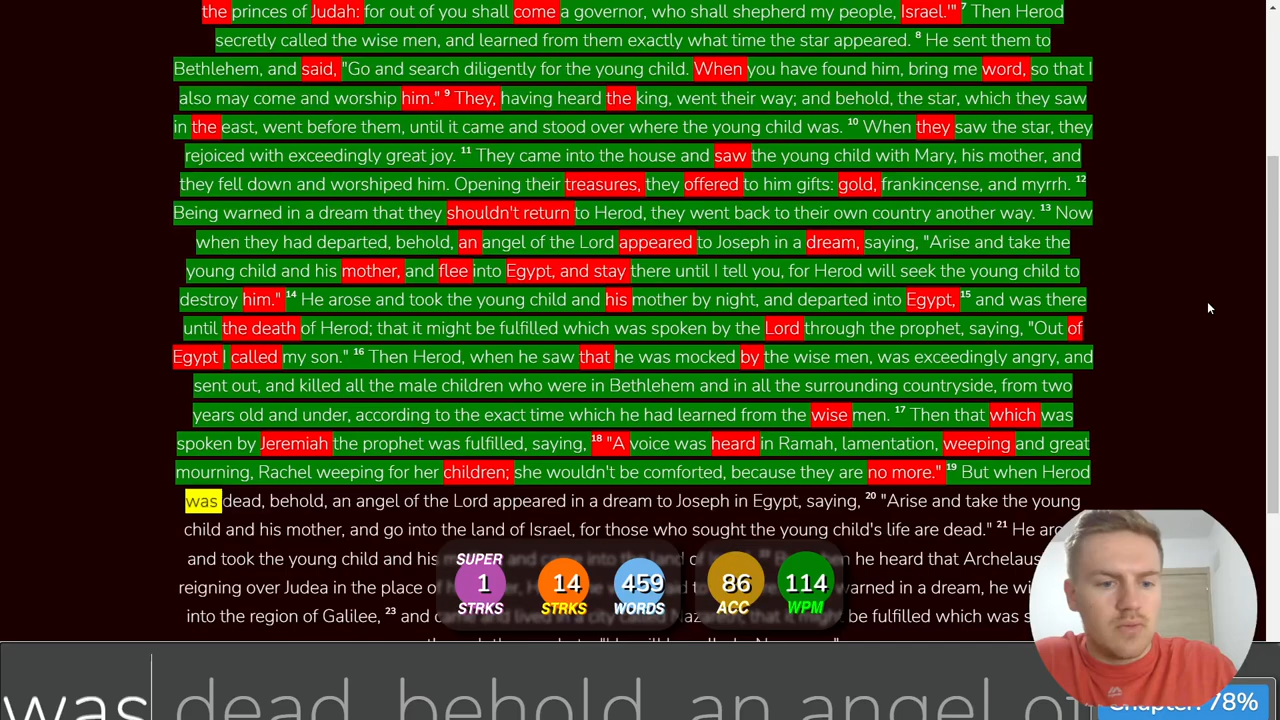 the princes of Judah: for out of you shall come a governor, who shall shepherd my people, Israel.'" 7 Then Herod
secretly called the wise men, and learned from them exactly what time the star appeared. 8 He sent them to
Bethlehem, and said, "Go and search diligently for the young child. When you have found him, bring me word, so that I
also may come and worship him." 9 They, having heard the king, went their way; and behold, the star, which they saw
in the east, went before them, until it came and stood over where the young child was. 10 When they saw the star, they
rejoiced with exceedingly great joy. 11 They came into the house and saw the young child with Mary, his mother, and
they fell down and worshiped him. Opening their treasures, they offered to him gifts: gold, frankincense, and myrrh. 12
Being warned in a dream that they shouldn't return to Herod, they went back to their own country another way. 13 Now
when they had departed, behold, an angel of the Lord appeared to Joseph in a dream, saying, "Arise and take the
young child and his mother, and flee into Egypt, and stay there until I tell you, for Herod will seek the young child to
destroy him." 14 He arose and took the young child and his mother by night, and departed into Egypt, 15 and was there
until the death of Herod; that it might be fulfilled which was spoken by the Lord through the prophet, saying, "Out of
Egypt I called my son." 16 Then Herod, when he saw that he was mocked by the wise men, was exceedingly angry, and
sent out, and killed all the male children who were in Bethlehem and in all the surrounding countryside, from two
years old and under, according to the exact time which he had learned from the wise men. 17 Then that which was
spoken by Jeremiah the prophet was fulfilled, saying, 18 "A voice was heard in Ramah, lamentation, weeping and great
mourning, Rachel weeping for her children; she wouldn't be comforted, because they are no more." 19 But when Herod
was dead, behold, an angel of the Lord appeared in a dream to Joseph in Egypt, saying, 20 "Arise and take the young
child and his mother, and go into the land of Israel, for those who sought the young child's life are dead." 21 He
and took the young child and his he heard that Archelaus
reigning over Judea in the place of warned in a dream, he
into the region of Galilee, 23 and be fulfilled which was
SUPER
1 14 459 86 114
STRKS STRKS WORDS ACC WPM
was dead, behold, an angel of
Chapter: 78%